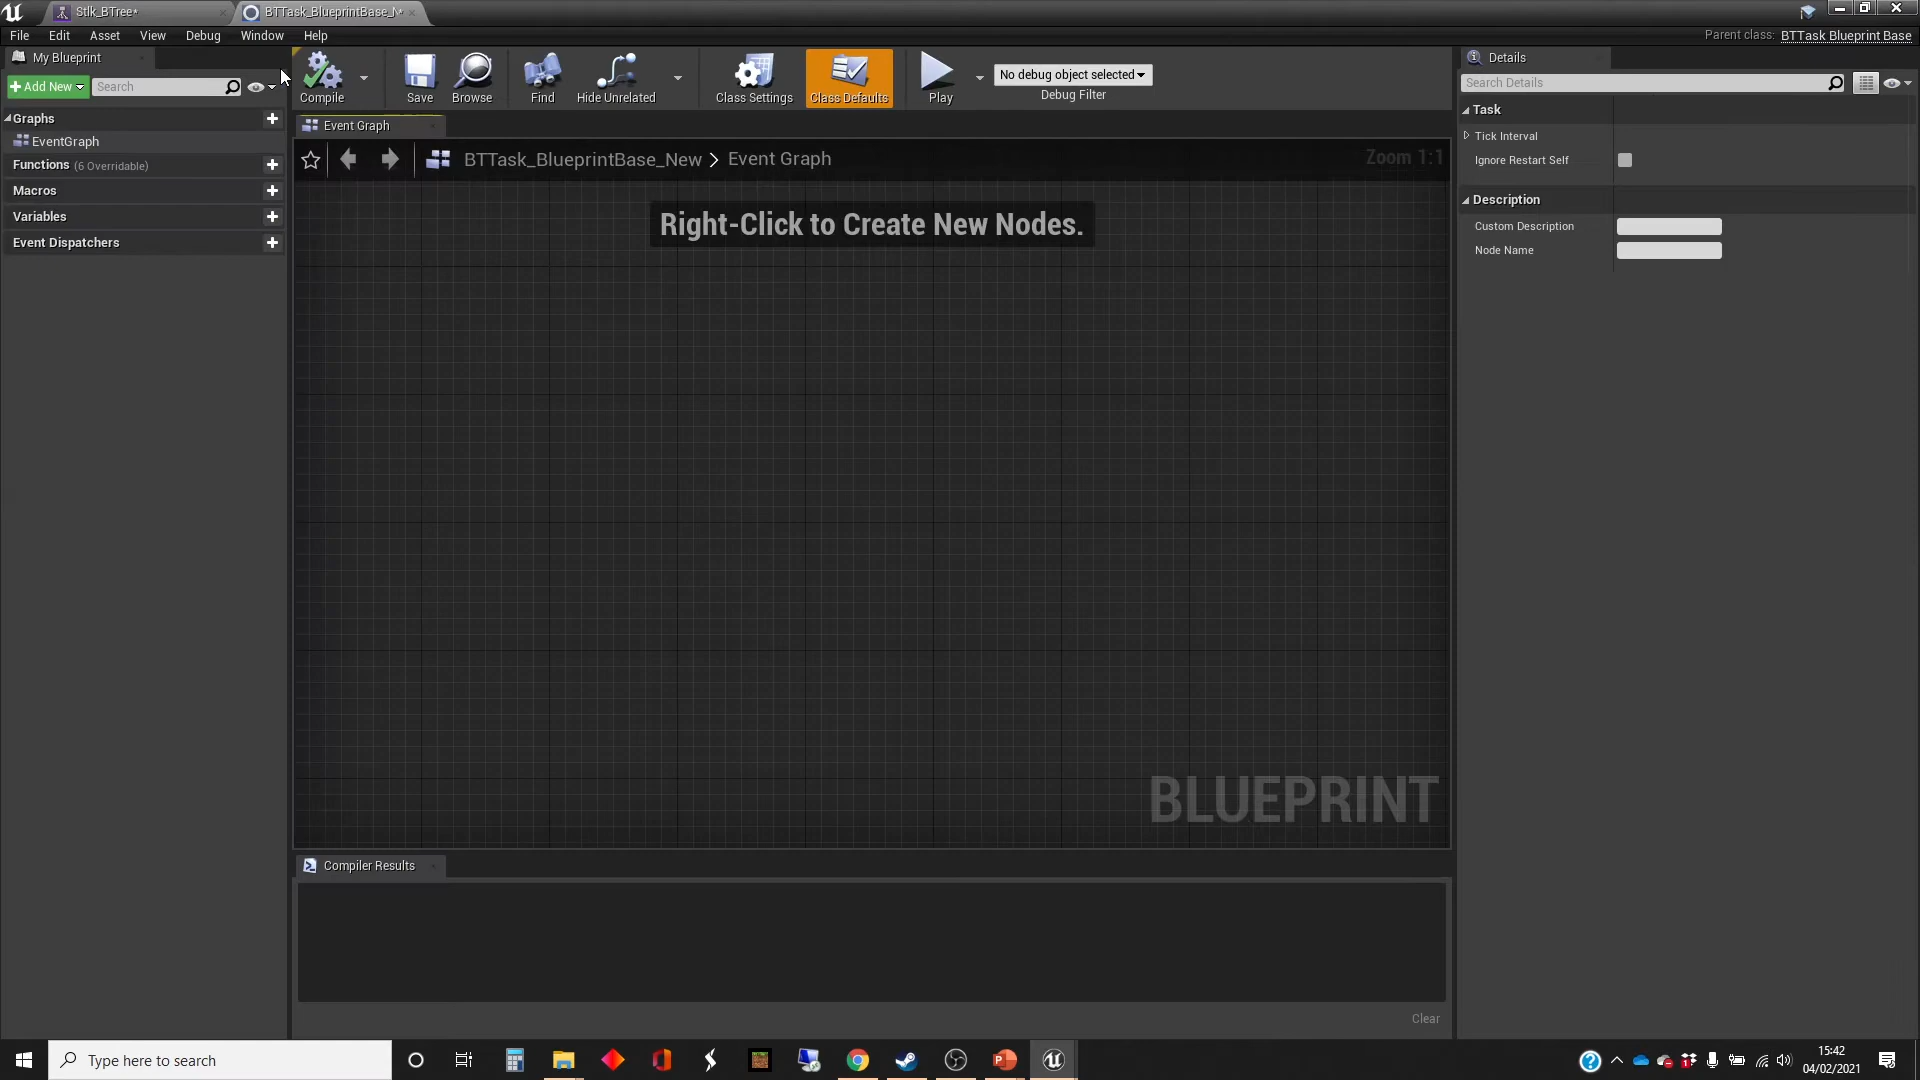 Stlk_BTree*
BTTask_BlueprintBase_N*
File Edit Asset View Debug Window Help
Parent class: BTTask Blueprint Base
My Blueprint
Add New
Search
Graphs
EventGraph
Functions (6 Overridable)
Macros
Variables
Event Dispatchers
Compile
Save
Browse
Find
Hide Unrelated
Class Settings
Class Defaults
Play
No debug object selected
Debug Filter
Event Graph
BTTask_BlueprintBase_New > Event Graph
Zoom 1:1
Right-Click to Create New Nodes.
BLUEPRINT
Compiler Results
Clear
Details
Search Details
Task
Tick Interval
Ignore Restart Self
Description
Custom Description
Node Name
Type here to search
15:42
04/02/2021